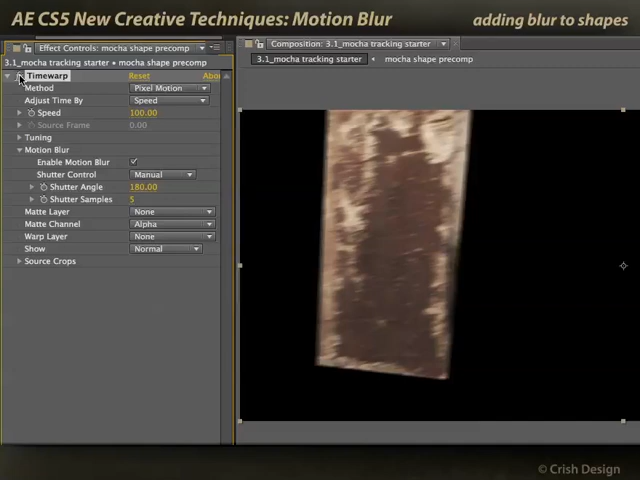 AE CS5 New Creative Techniques: Motion Blur
adding blur to shapes
Effect Controls: mocha shape precomp
Composition: 3.1_mocha tracking starter
3.1_mocha tracking starter • mocha shape precomp
3.1_mocha tracking starter
mocha shape precomp
Timewarp Reset
Method Pixel Motion
Adjust Time By Speed
Speed 100.00
Source Frame 0.00
Tuning
Motion Blur
Enable Motion Blur
Shutter Control Manual
Shutter Angle 180.00
Shutter Samples 5
Matte Layer None
Matte Channel Alpha
Warp Layer None
Show Normal
Source Crops
© Crish Design